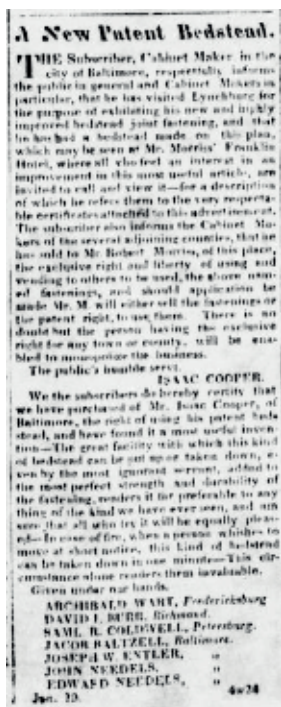 A New Patent Bedstead.
THE Subscriber, Cabinet Maker in the
city of Baltimore, respectfully informs
the public in general and Cabinet Makers in
particular, that he has visited Lynchburg for
the purpose of exhibiting his new and highly
improved bedstead joint fastening, and that
he has had a bedstead made on this plan,
which may be seen at Mr. Morriss' Franklin
Hotel, where all who feel an interest in an
improvement in this most useful article, are
invited to call and view it—for a description
of which he refers them to the very respecta-
ble certificates attached to this advertisement.
The subscriber also informs the Cabinet Ma-
kers of the several adjoining counties, that he
has sold to Mr. Robert Morriss, of this place,
the exclusive right and liberty of using and
vending to others to be used, the above nam-
ed fastenings, and should application be
made Mr. M. will either sell the fastenings or
the patent right, to use them. There is no
doubt but the person having the exclusive
right for any town or county, will be ena-
bled to monopolize the business.
The public's humble servt.
ISAAC COOPER.
We the subscribers do hereby certify that
we have purchased of Mr. Isaac Cooper, of
Baltimore, the right of using his patent beds
stead, and have found it a most useful inven-
tion—The great facility with which this kind
of bedstead can be put up or taken down, e-
ven by the most ignorant servant, added to
the most perfect strength and durability of
the fastening, renders it far preferable to any
thing of the kind we have ever seen, and am
sure that all who try it will be equally pleas-
ed—In case of fire, when a person whishes to
move at short notice, this kind of bedstead
can be taken down in one minute—This cir-
cumstance alone renders them invaluable.
Given under our hands.
ARCHIBALD WART, Fredericksburg
DAVID I. BURR, Richmond.
SAML R. COLDWELL, Petersburg.
JACOB BALTZELL, Baltimore.
JOSEPH W. ENTLER, "
JOHN NEEDELS, "
EDWARD NEEDELS, "
Jan. 29. 4w24